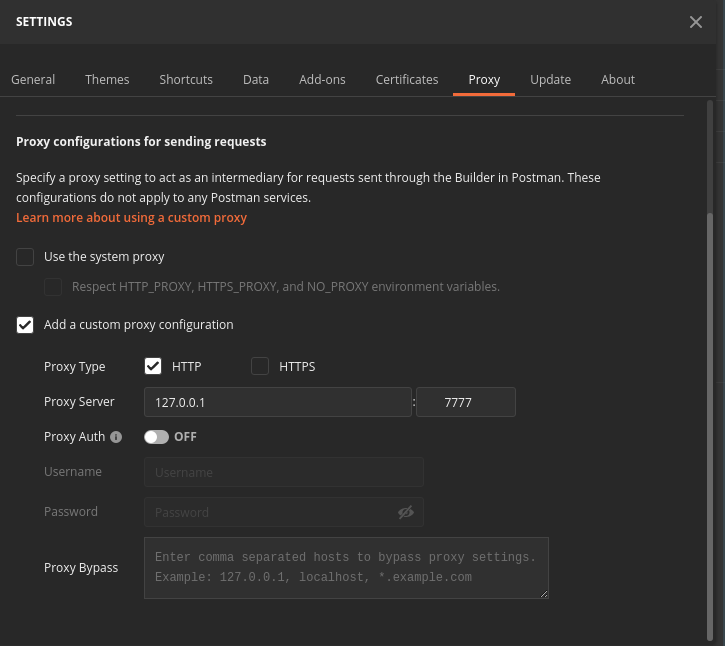 SETTINGS
General Themes Shortcuts Data Add-ons Certificates Proxy Update About
Proxy configurations for sending requests
Specify a proxy setting to act as an intermediary for requests sent through the Builder in Postman. These
configurations do not apply to any Postman services.
Learn more about using a custom proxy
Use the system proxy
Respect HTTP_PROXY, HTTPS_PROXY, and NO_PROXY environment variables.
Add a custom proxy configuration
Proxy Type HTTP HTTPS
Proxy Server 127.0.0.1 : 7777
Proxy Auth i OFF
Username Username
Password Password
Proxy Bypass
Enter comma separated hosts to bypass proxy settings.
Example: 127.0.0.1, localhost, *.example.com